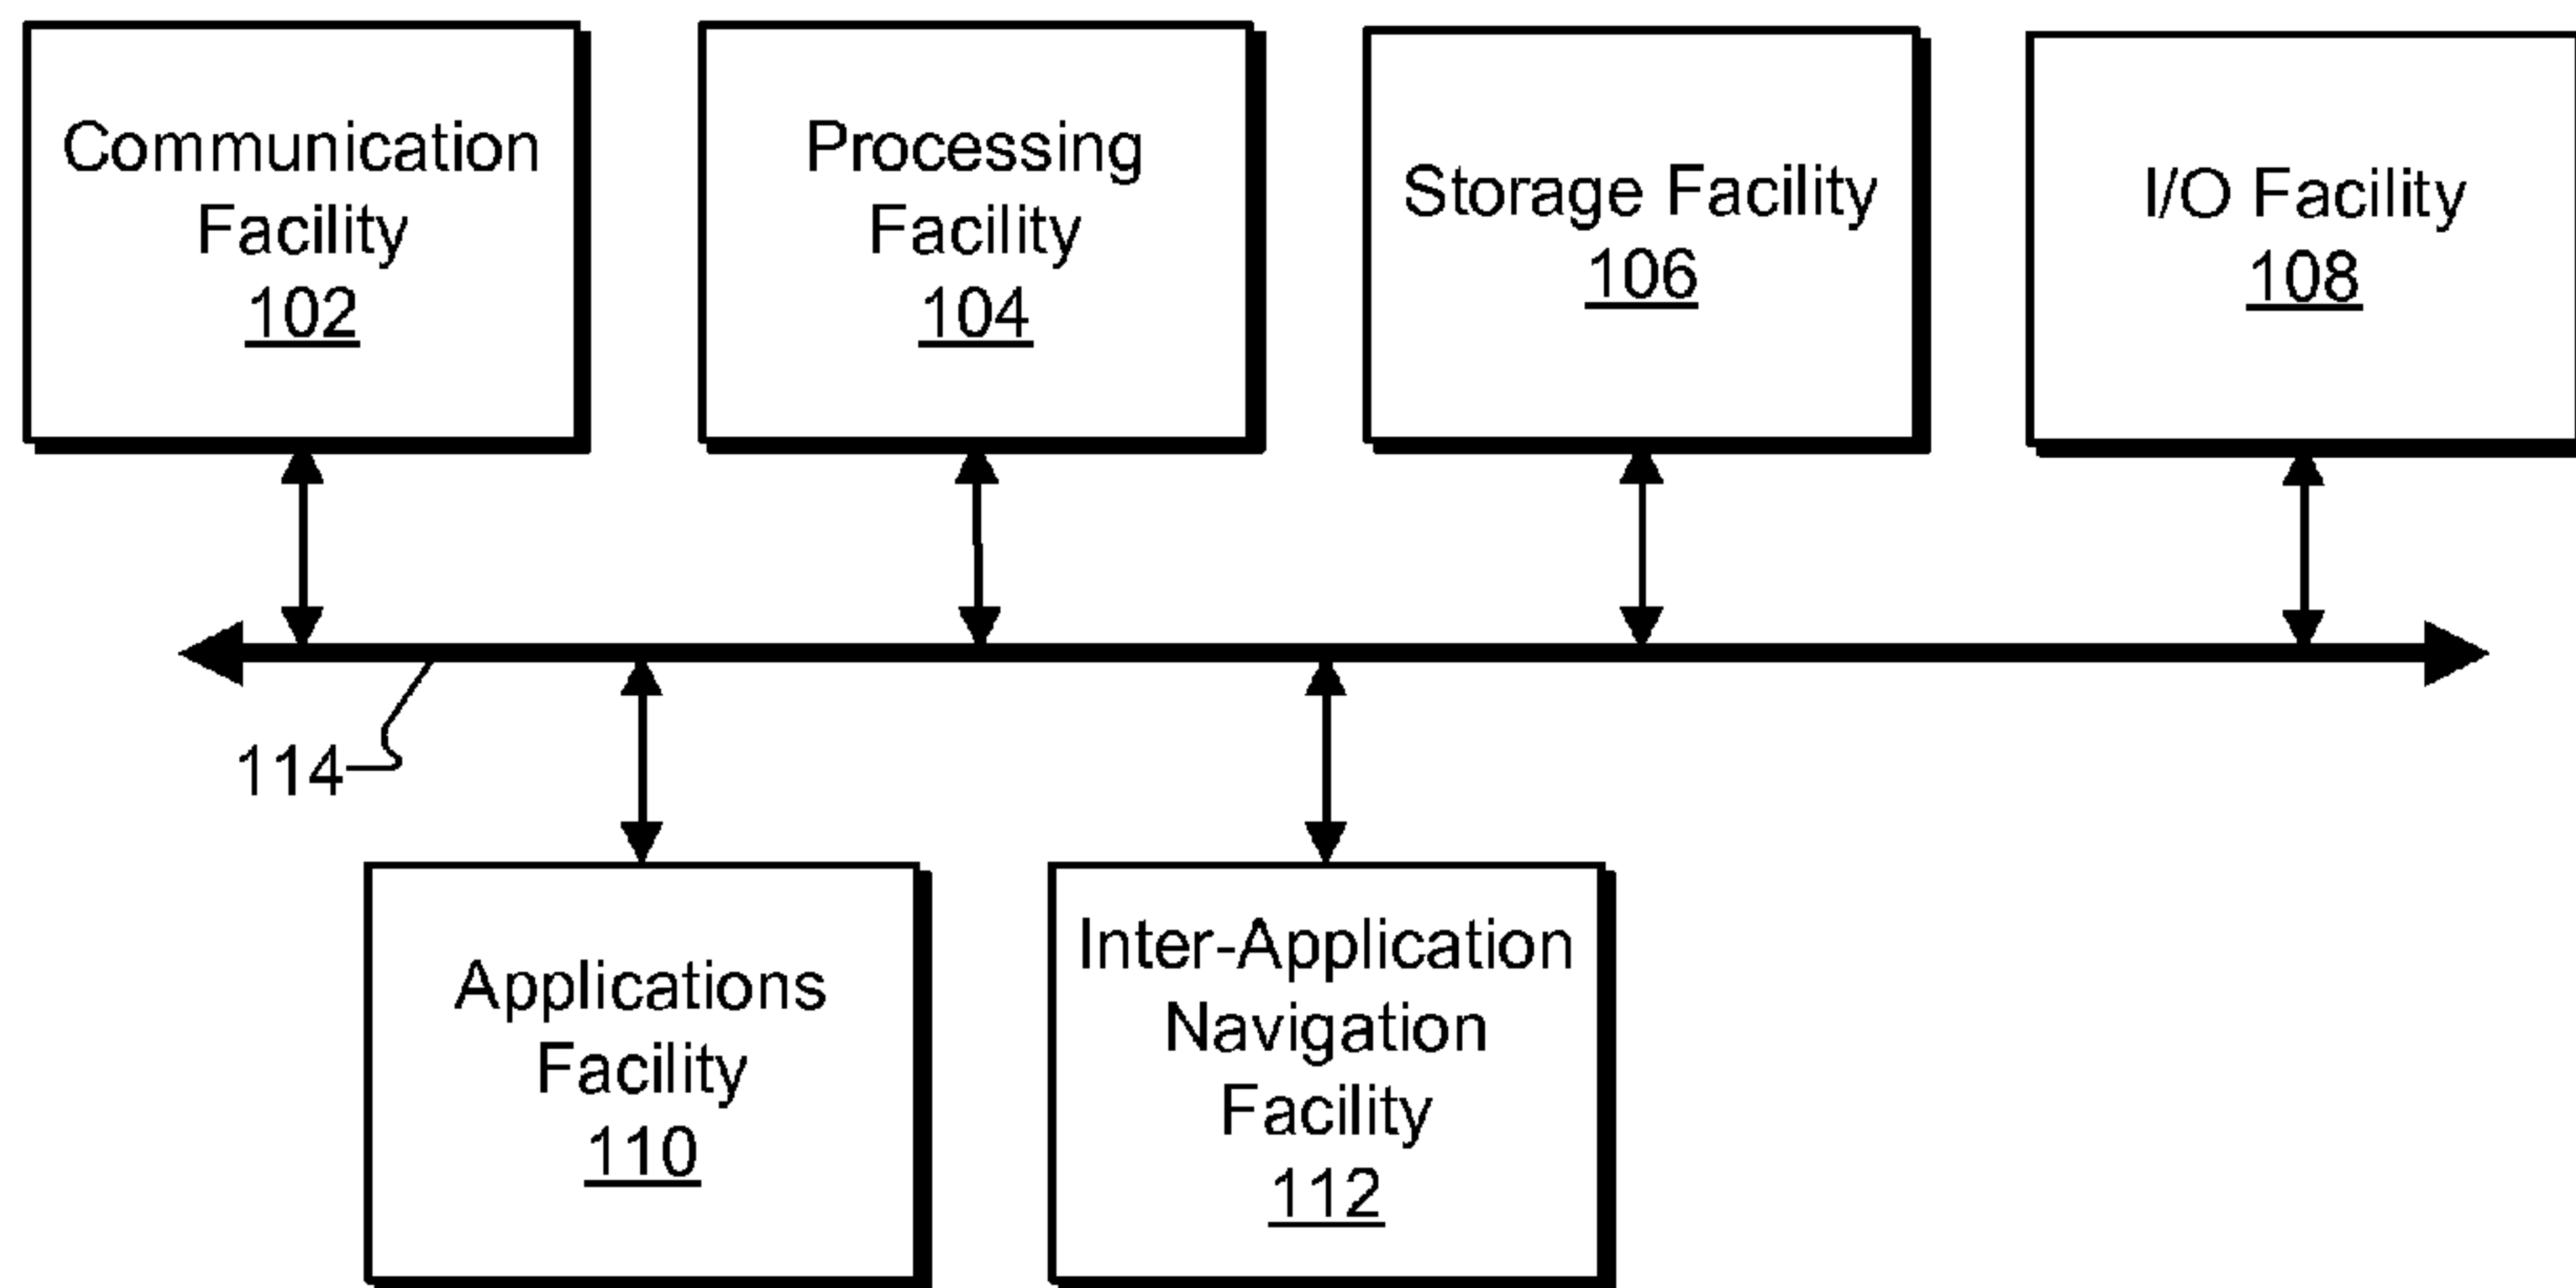 Communication
Facility
102
Processing
Facility
104
Storage Facility
106
I/O Facility
108
114
Applications
Facility
110
Inter-Application
Navigation
Facility
112